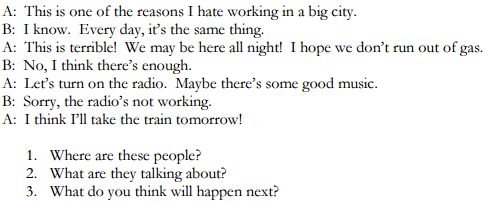 A: This is one of the reasons I hate working in a big city.
B: I know. Every day, it's the same thing.
A: This is terrible! We may be here all night! I hope we don't run out of gas.
B: No, I think there's enough.
A: Let's turn on the radio. Maybe there's some good music.
B: Sorry, the radio's not working.
A: I think I'll take the train tomorrow!
1. Where are these people?
2. What are they talking about?
3. What do you think will happen next?